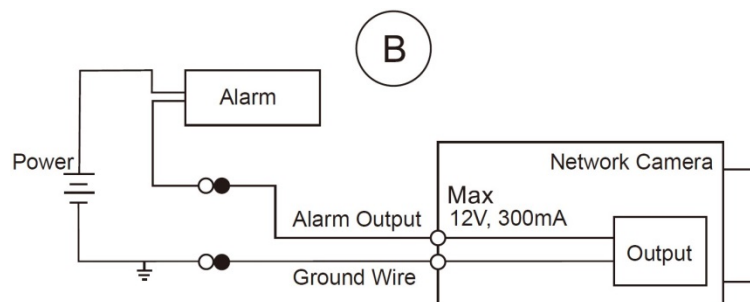 B
Alarm
Power
Network Camera
Max
12V, 300mA
Alarm Output
Output
Ground Wire